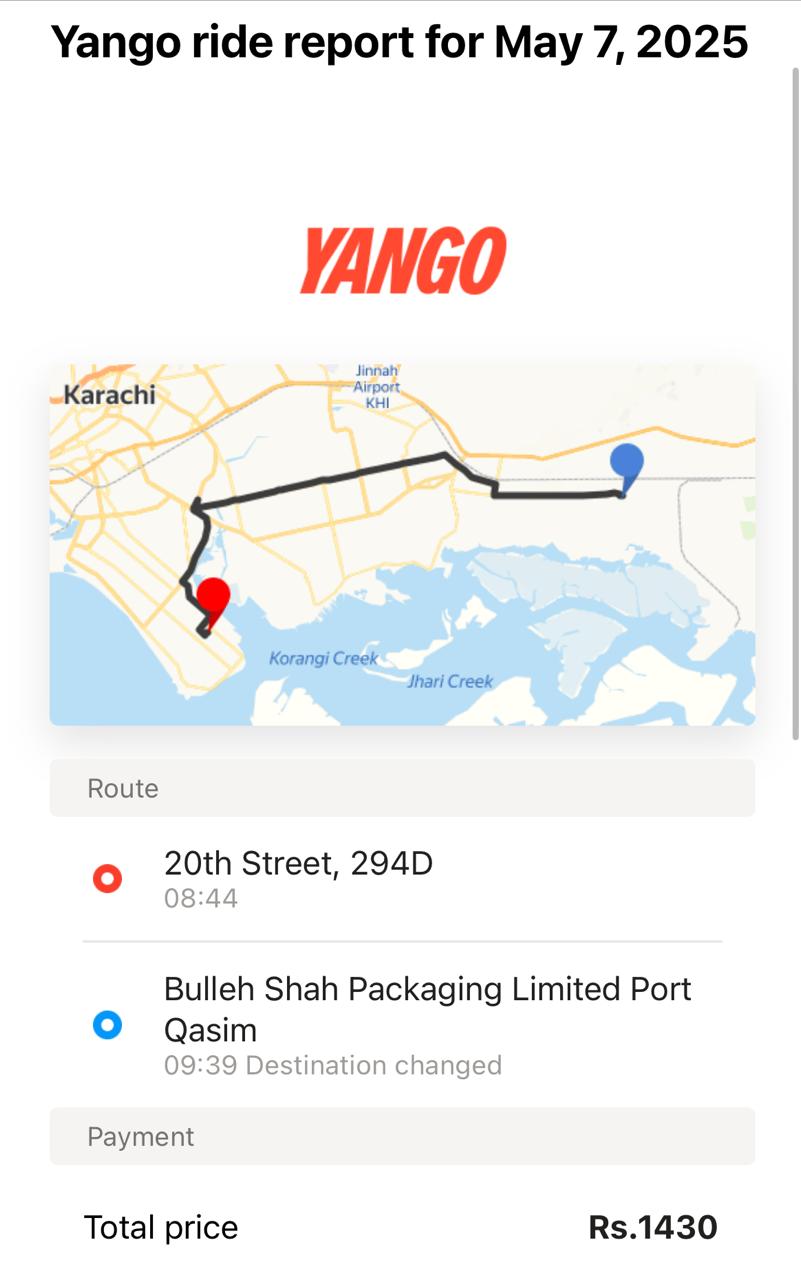 Yango ride report for May 7, 2025
YANGO
Karachi
Jinnah
Airport
KHI
Korangi Creek
Jhari Creek
Route
20th Street, 294D
08:44
Bulleh Shah Packaging Limited Port
Qasim
09:39 Destination changed
Payment
Total price Rs.1430